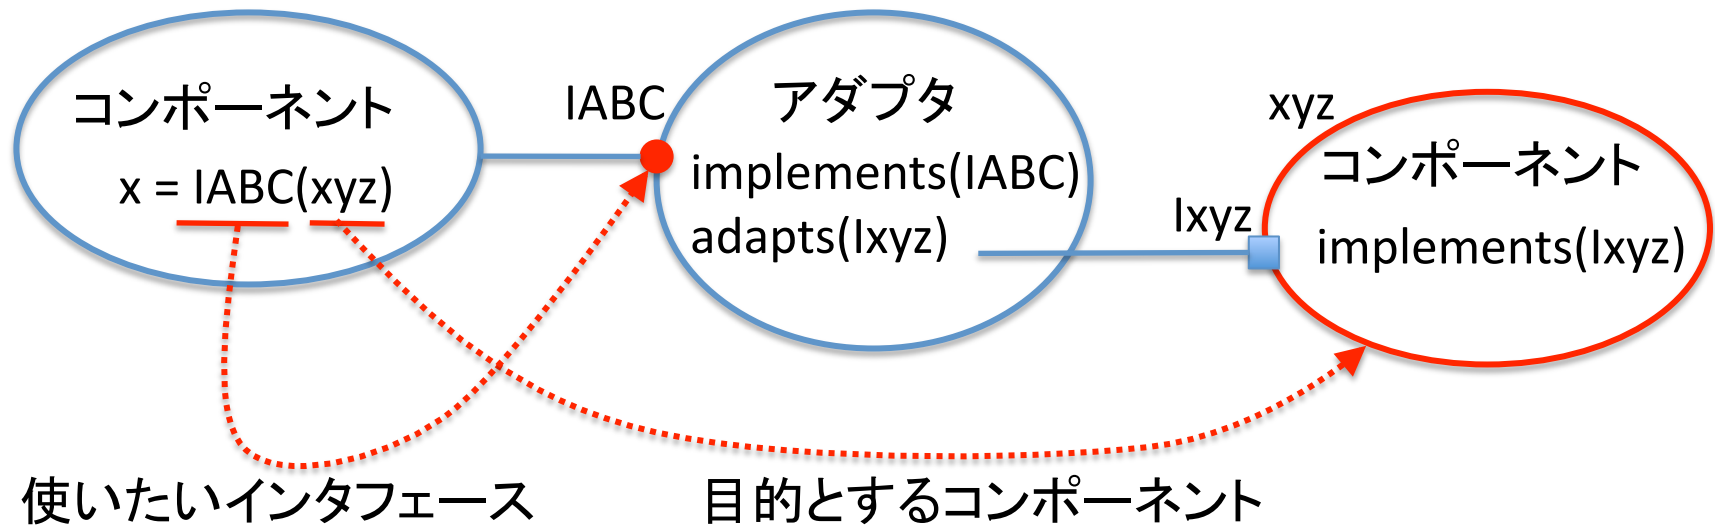 コンポーネント
x = IABC(xyz)
IABC
アダプタ
implements(IABC)
adapts(Ixyz)
Ixyz
xyz
コンポーネント
implements(Ixyz)
使いたいインタフェース
目的とするコンポーネント